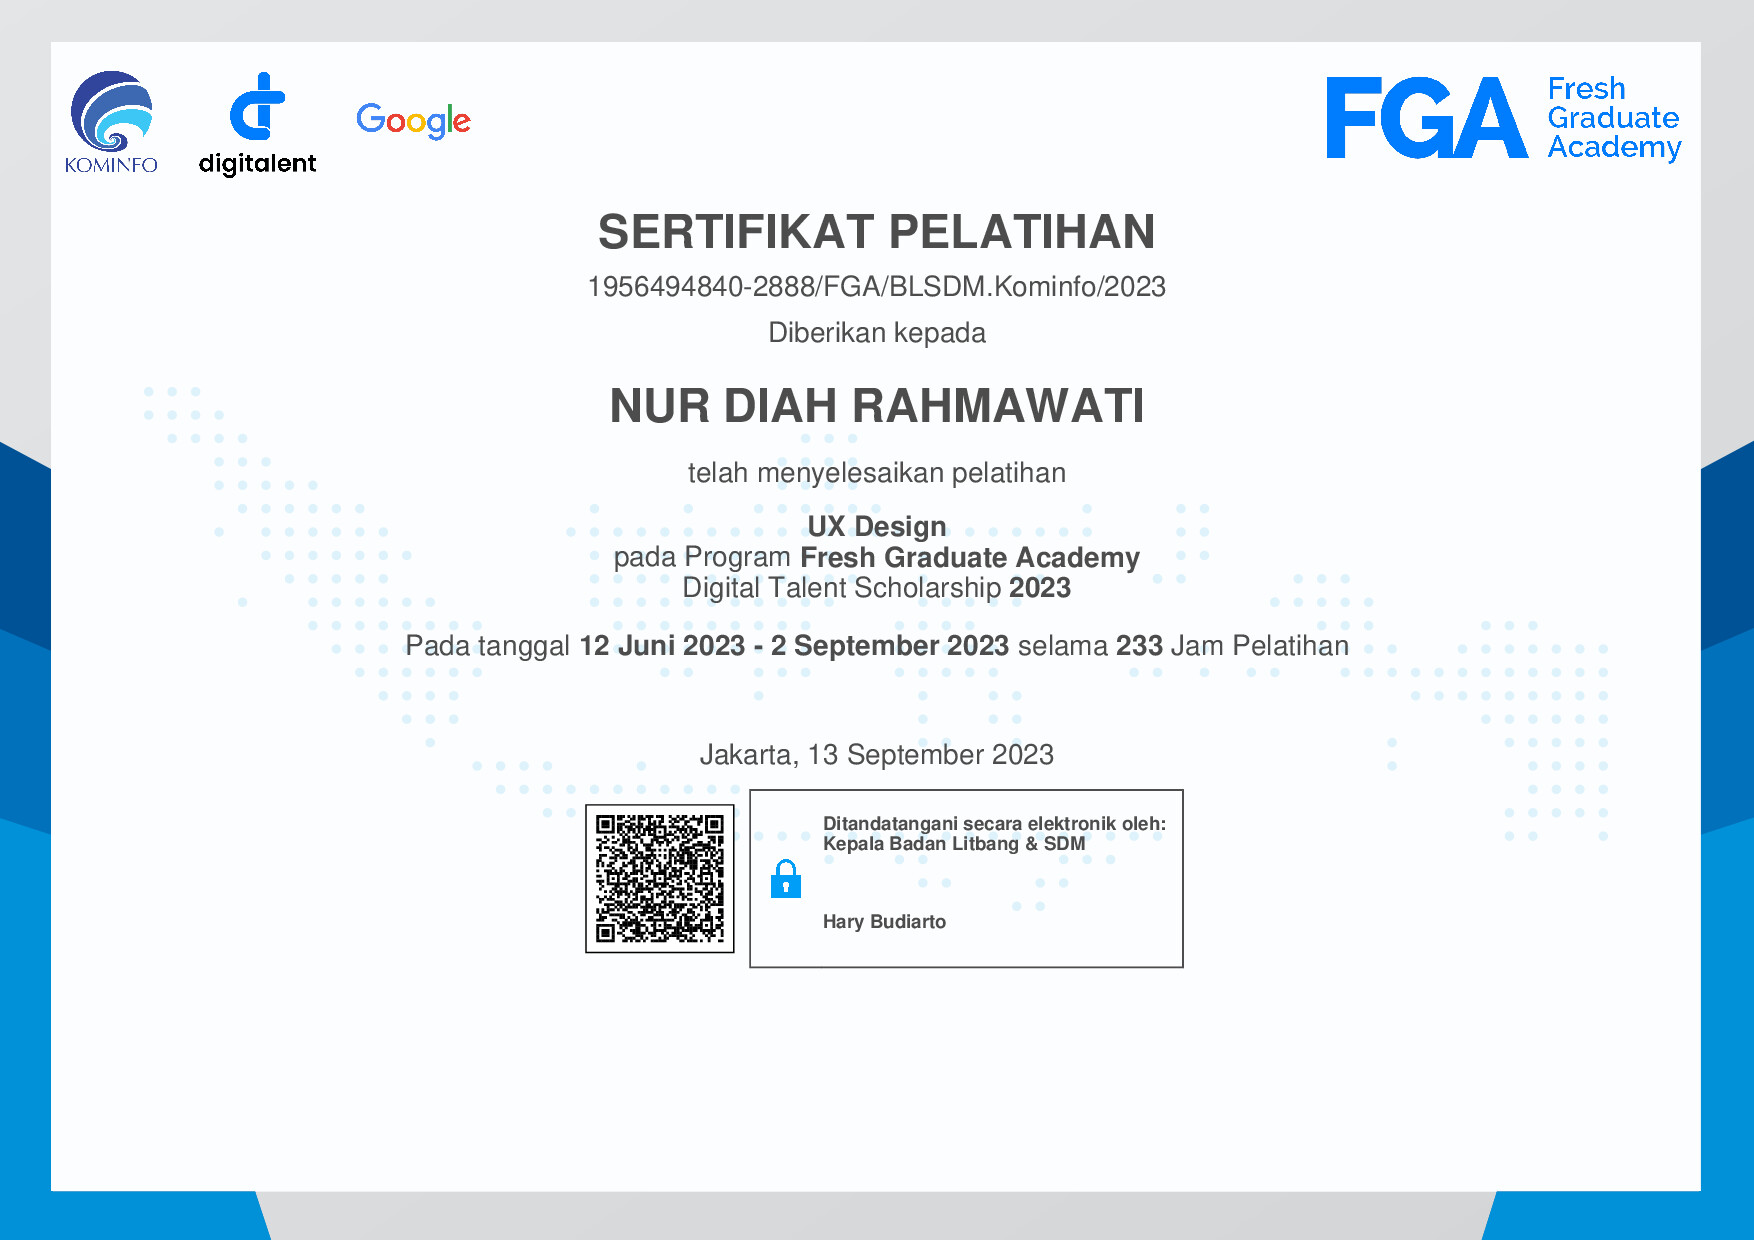 KOMINFO
digitalent
Google
FGA
Fresh
Graduate
Academy
SERTIFIKAT PELATIHAN
1956494840-2888/FGA/BLSDM.Kominfo/2023
Diberikan kepada
NUR DIAH RAHMAWATI
telah menyelesaikan pelatihan
UX Design
pada Program Fresh Graduate Academy
Digital Talent Scholarship 2023
Pada tanggal 12 Juni 2023 - 2 September 2023 selama 233 Jam Pelatihan
Jakarta, 13 September 2023
Ditandatangani secara elektronik oleh:
Kepala Badan Litbang & SDM
Hary Budiarto